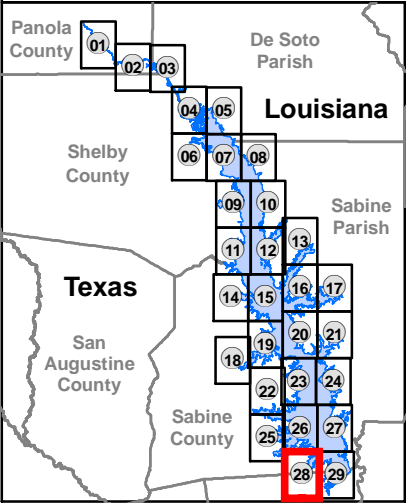 Panola
County
01
02
03
De Soto
Parish
04
05
Louisiana
06
07
08
Shelby
County
09
10
Sabine
Parish
11
12
13
Texas
14
15
16
17
18
19
20
21
San
Augustine
County
22
23
24
Sabine
County
25
26
27
28
29